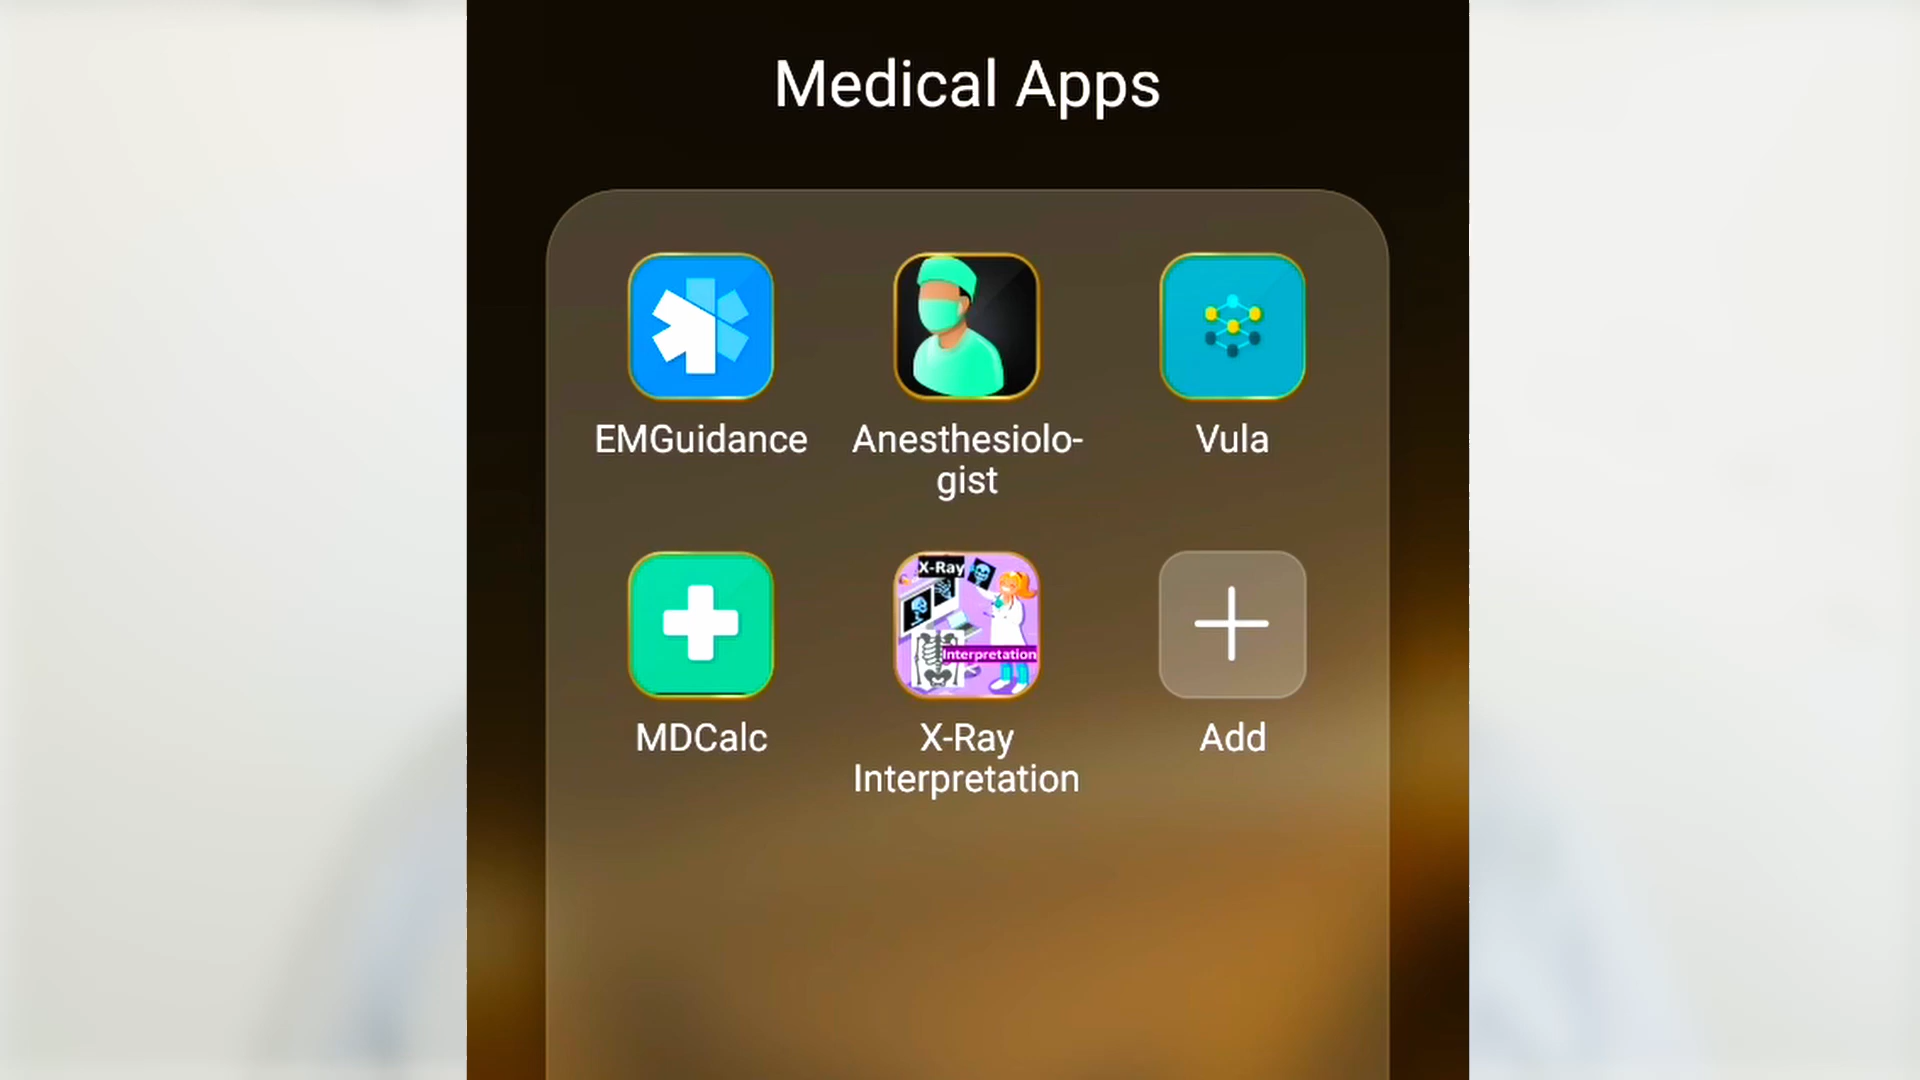 Medical Apps
EMGuidance
Anesthesiolo-
gist
Vula
X-Ray
Interpretation
MDCalc
X-Ray
Interpretation
Add